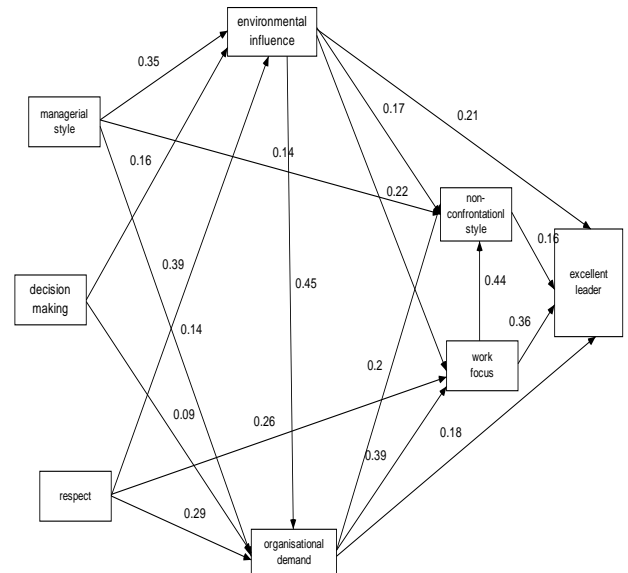 environmental
influence
0.35
managerial
style
0.17
0.21
0.16
0.14
0.22
non-
confrontationl
style
0.16
excellent
leader
0.39
0.45
0.44
decision
making
0.14
0.36
work
focus
0.2
0.09
0.26
0.39
0.18
respect
0.29
organisational
demand